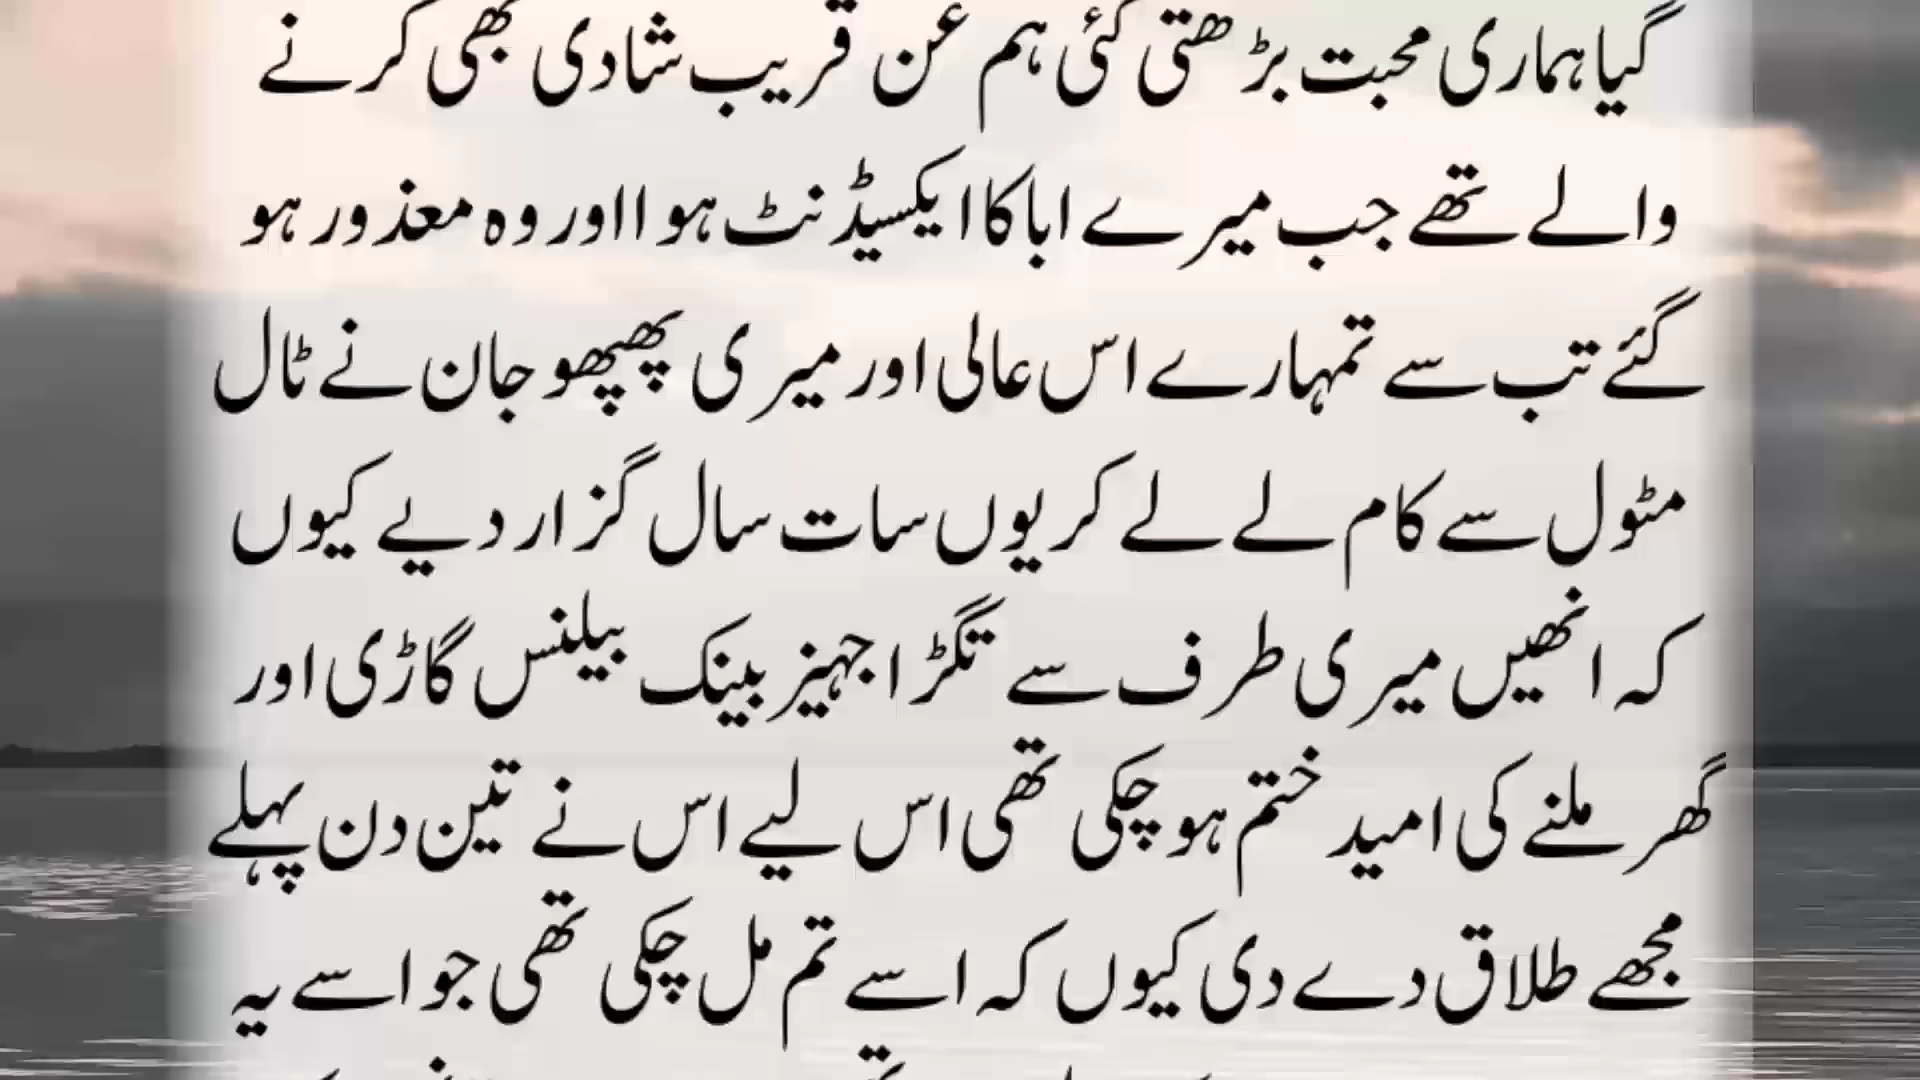 گیا ہماری محبت بڑھتی گئی ہم عن قریب شادی بھی کرنے
والے تھے جب میرے ابا کا ایکسیڈنٹ ہوا اور وہ معذور ہو
گئے تب سے تمہارے اس عالی اور میری پھپھو جان نے ٹال
مٹول سے کام لے لے کر یوں سات سال گزار دیے کیوں
کہ انھیں میری طرف سے تگڑا جہیز بینک بیلنس گاڑی اور
گھر ملنے کی امید ختم ہو چکی تھی اس لیے اس نے تین دن پہلے
مجھے طلاق دے دی کیوں کہ اسے تم مل چکی تھی جو اسے یہ